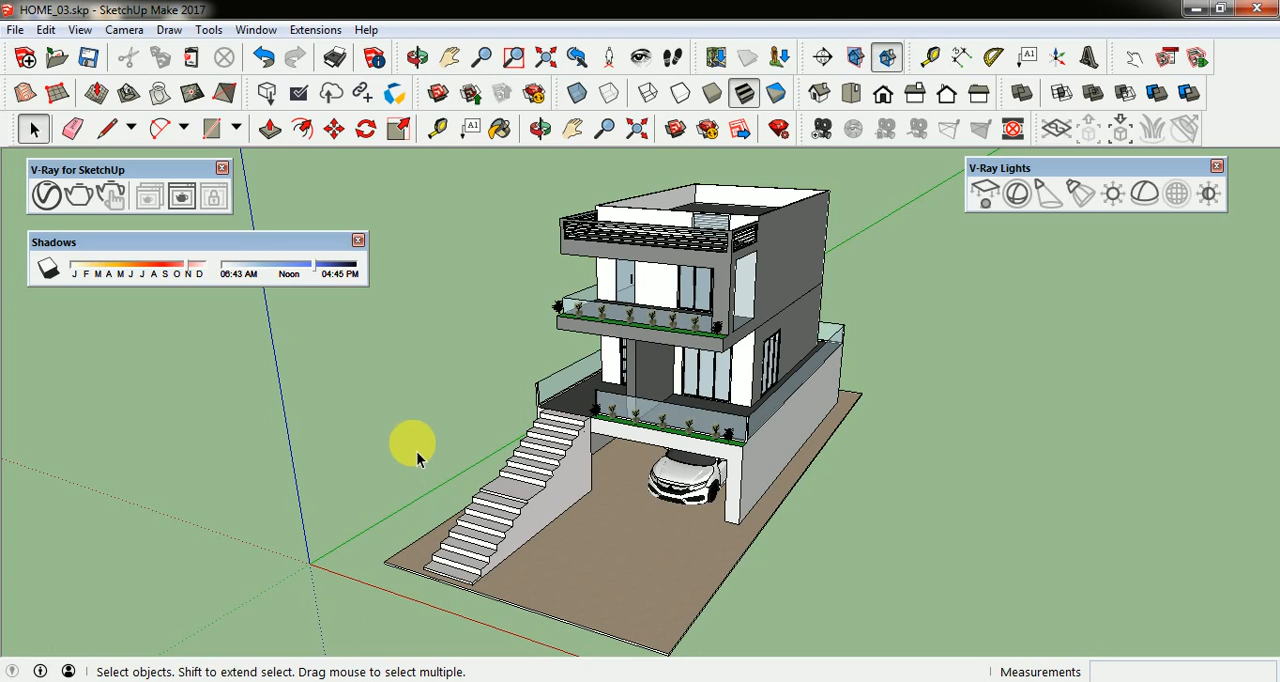 HOME_03.skp - SketchUp Make 2017
File Edit View Camera Draw Tools Window Extensions Help
A1
A1
V-Ray for SketchUp
V-Ray Lights
Shadows
J F M A M J J A S O N D 06:43 AM Noon 04:45 PM
Select objects. Shift to extend select. Drag mouse to select multiple.
Measurements